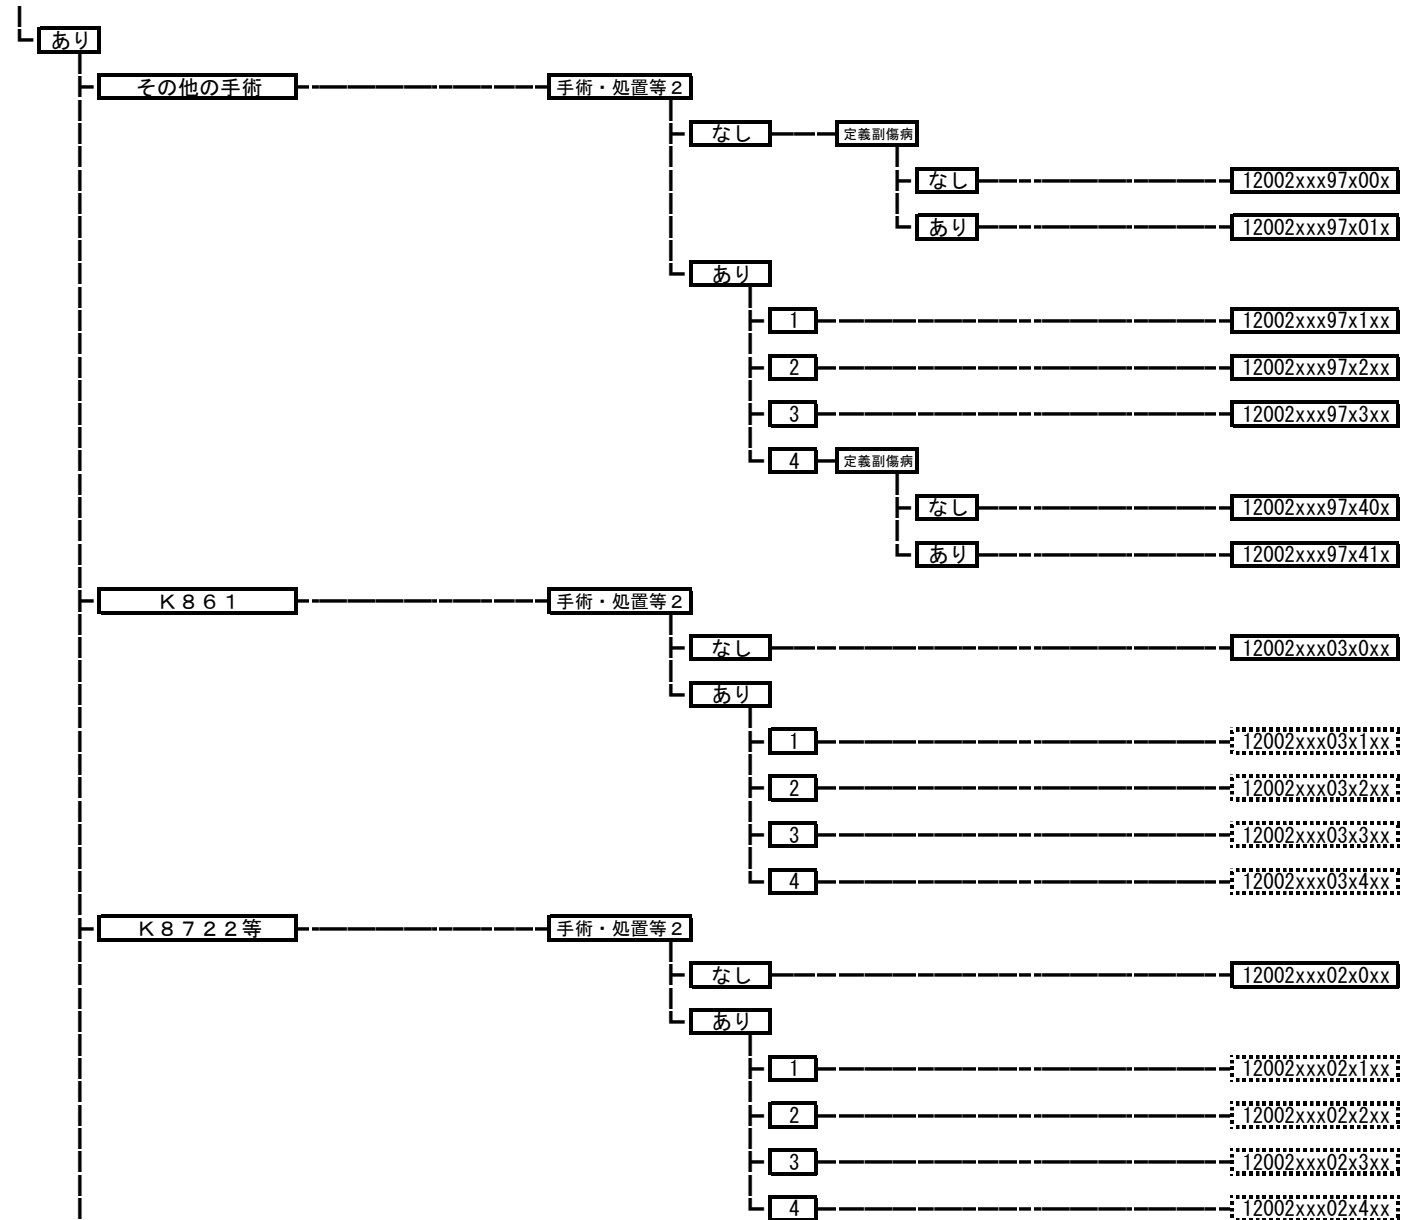 あり
その他の手術 手術・処置等２
なし 定義副傷病
なし 12002xxx97x00x
あり 12002xxx97x01x
あり
1 12002xxx97x1xx
2 12002xxx97x2xx
3 12002xxx97x3xx
4 定義副傷病
なし 12002xxx97x40x
あり 12002xxx97x41x
Ｋ８６１ 手術・処置等２
なし 12002xxx03x0xx
あり
1 12002xxx03x1xx
2 12002xxx03x2xx
3 12002xxx03x3xx
4 12002xxx03x4xx
Ｋ８７２２等 手術・処置等２
なし 12002xxx02x0xx
あり
1 12002xxx02x1xx
2 12002xxx02x2xx
3 12002xxx02x3xx
4 12002xxx02x4xx